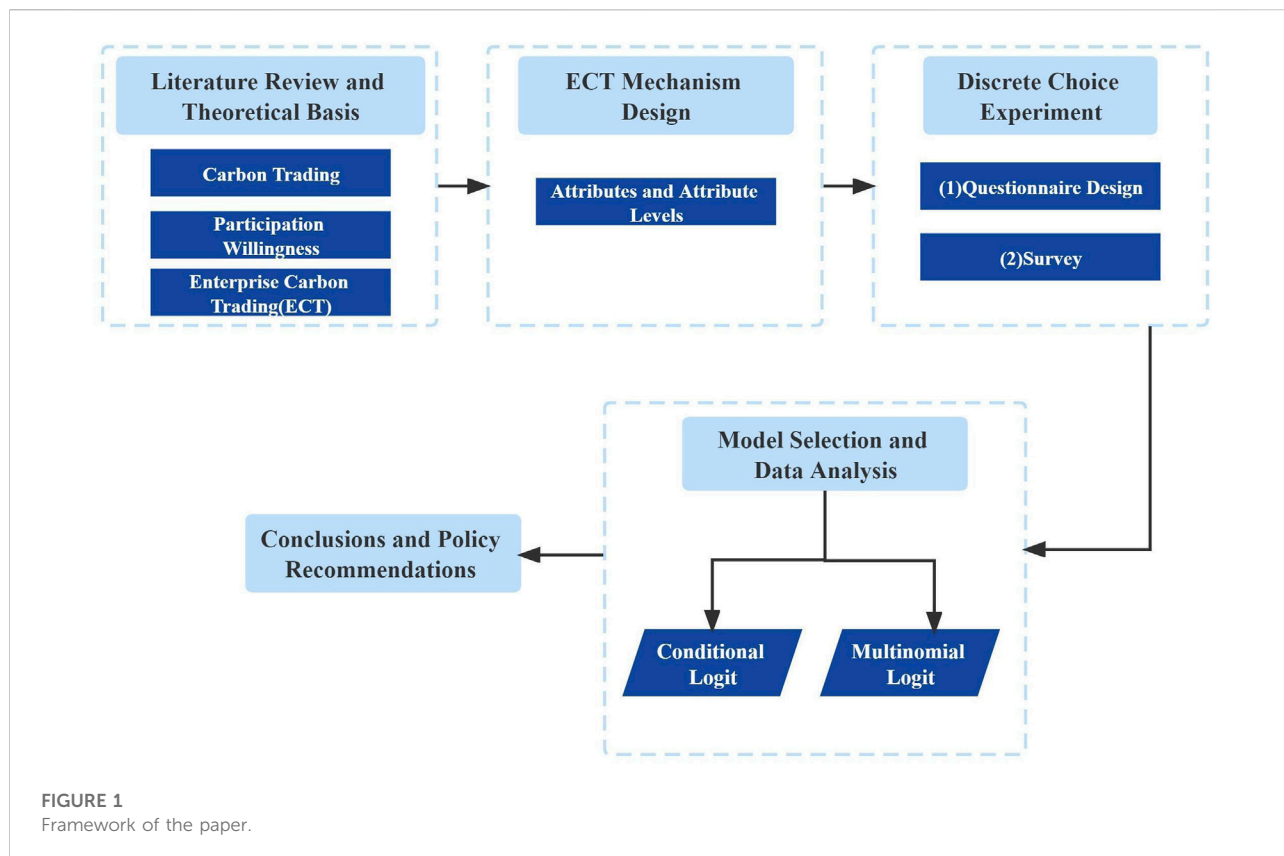 Literature Review and
Theoretical Basis
Carbon Trading
Participation
Willingness
Enterprise Carbon
Trading(ECT)
ECT Mechanism
Design
Attributes and Attribute
Levels
Discrete Choice
Experiment
(1)Questionnaire Design
(2)Survey
Model Selection and
Data Analysis
Conditional
Logit
Multinomial
Logit
Conclusions and Policy
Recommendations
FIGURE 1
Framework of the paper.